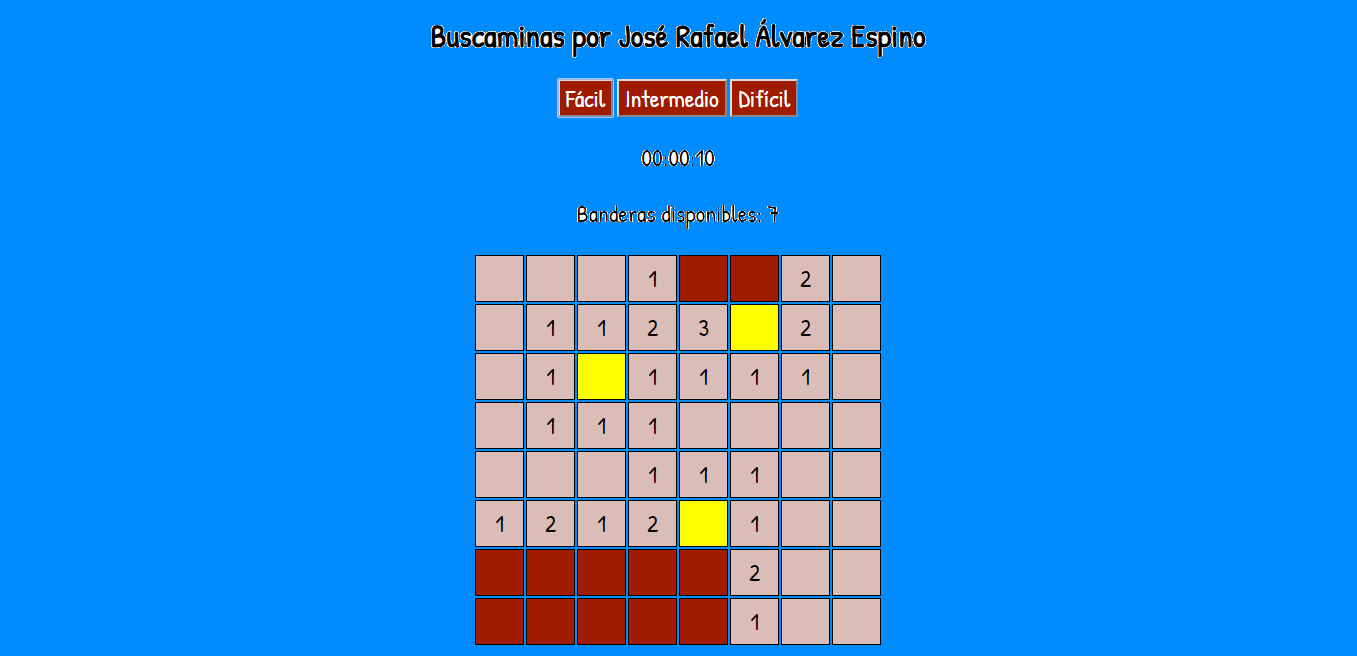 Buscaminas por José Rafael Álvarez Espino
Fácil Intermedio Difícil
00:00:10
Banderas disponibles: 7
1 2
1 1 2 3 2
1 1 1 1 1
1 1 1
1 1 1
1 2 1 2 1
2
1